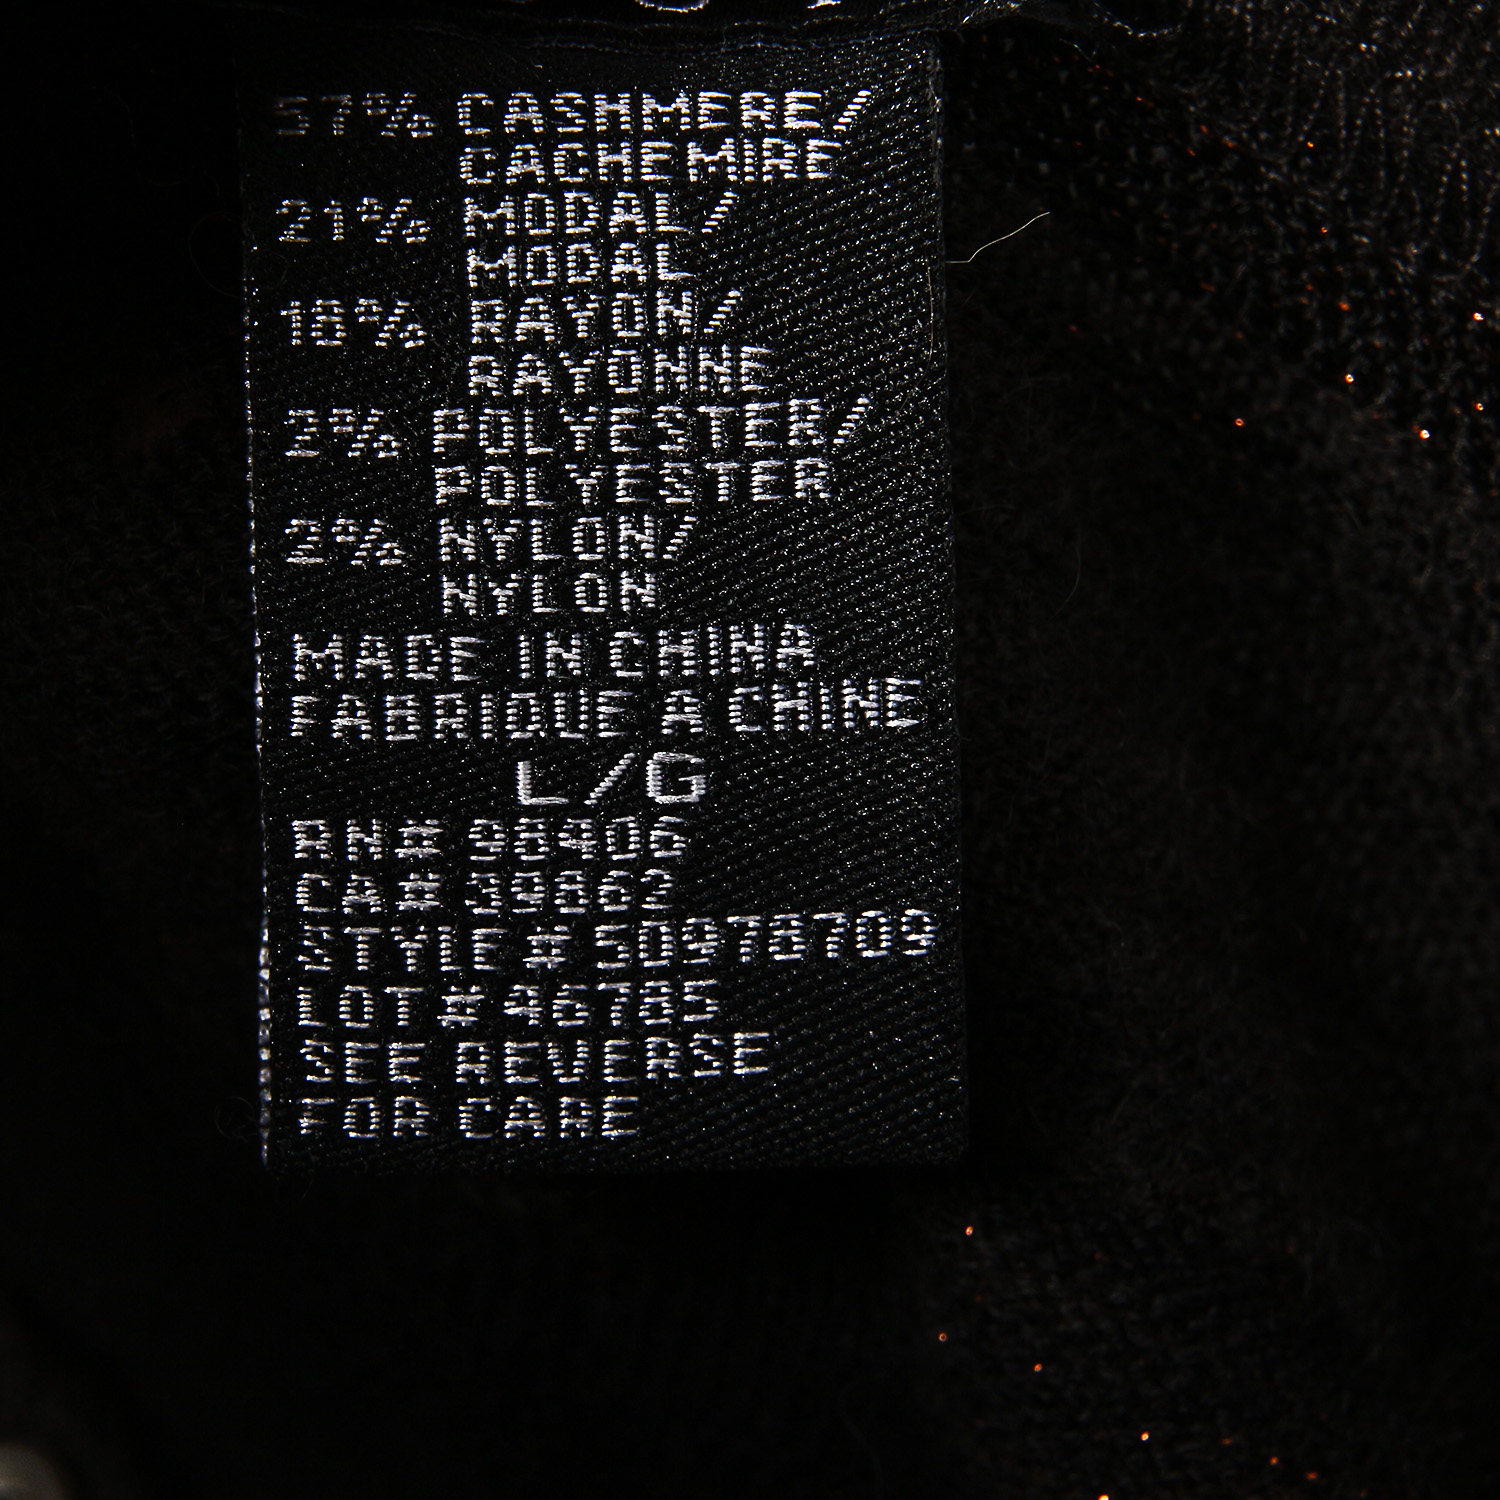 57% CASHMERE/
CACHEMIRE
21% MODAL/
MODAL
18% RAYON/
RAYONNE
2% POLYESTER/
POLYESTER
2% NYLON/
NYLON
MADE IN CHINA
FABRIQUE A CHINE
L/G
RN# 98406
CA# 39862
STYLE# 5D978709
LOT# 46785
SEE REVERSE
FOR CARE